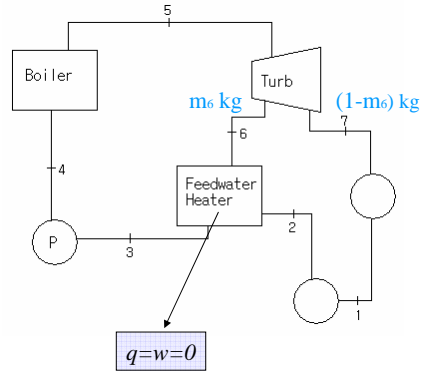 5
Boiler
Turb
m₆ kg
(1-m₆) kg
7
6
4
Feedwater
Heater
2
P
3
1
q=w=0